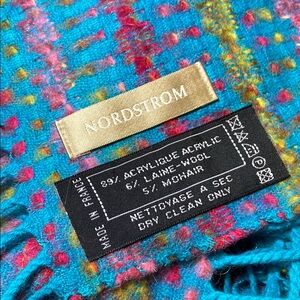 NORDSTROM
MADE IN FRANCE
89% ACRYLIQUE ACRYLIC
6% LAINE-WOOL
5% MOHAIR
NETTOYAGE A SEC
DRY CLEAN ONLY